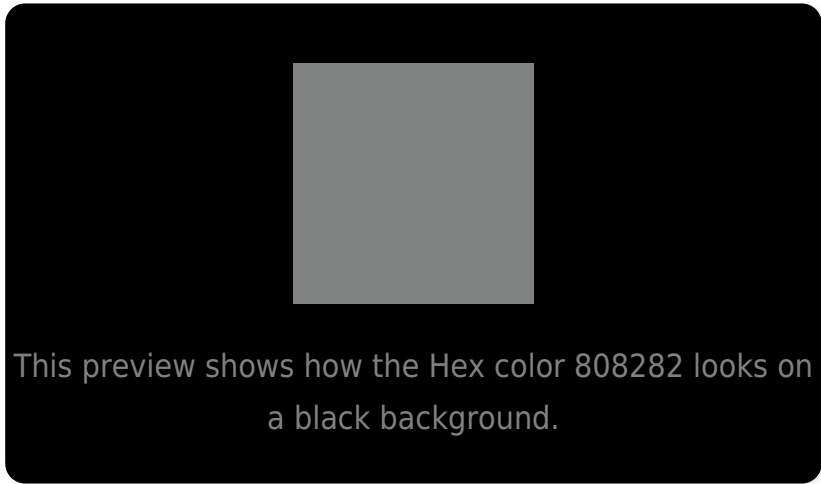 This preview shows how the Hex color 808282 looks on
a black background.